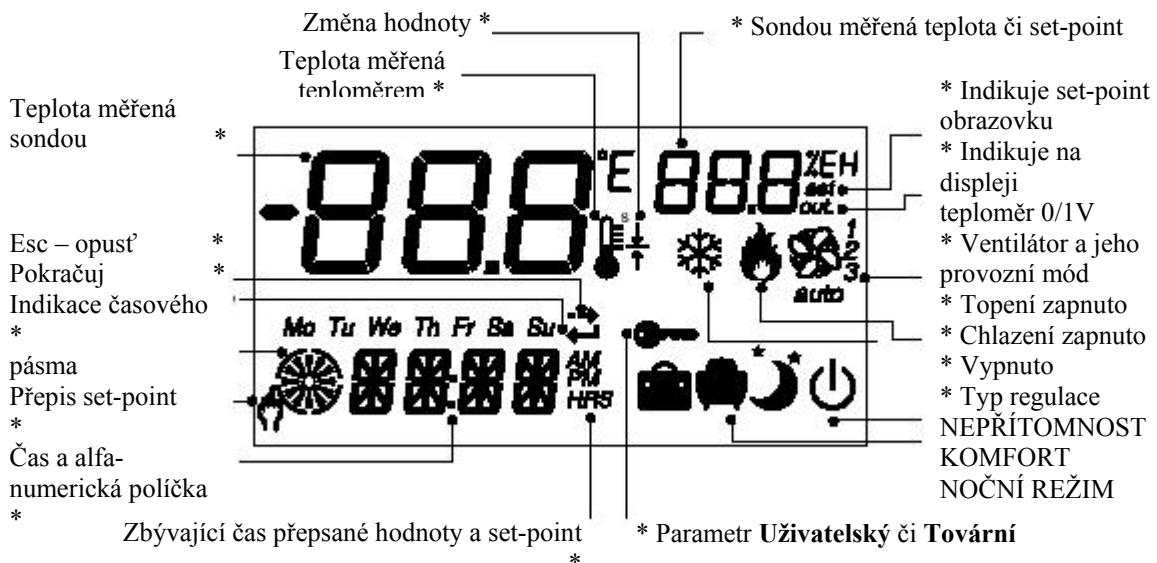 Změna hodnoty *
* Sondou měřená teplota či set-point
Teplota měřená
teploměrem *
Teplota měřená
sondou *
Esc – opusť *
Pokračuj *
Indikace časového
*
pásma
Přepis set-point
*
Čas a alfa-
numerická políčka
*
-88.8 °E
88.8 %EH
set
out
S
1
2
3
auto
Mo Tu We Th Fr Sa Su
AM
PM
HRS
* Indikuje set-point
obrazovku
* Indikuje na
displeji
teploměr 0/1V
* Ventilátor a jeho
provozní mód
* Topení zapnuto
* Chlazení zapnuto
* Vypnuto
* Typ regulace
NEPŘÍTOMNOST
KOMFORT
NOČNÍ REŽIM
Zbývající čas přepsané hodnoty a set-point
*
* Parametr Uživatelský či Tovární